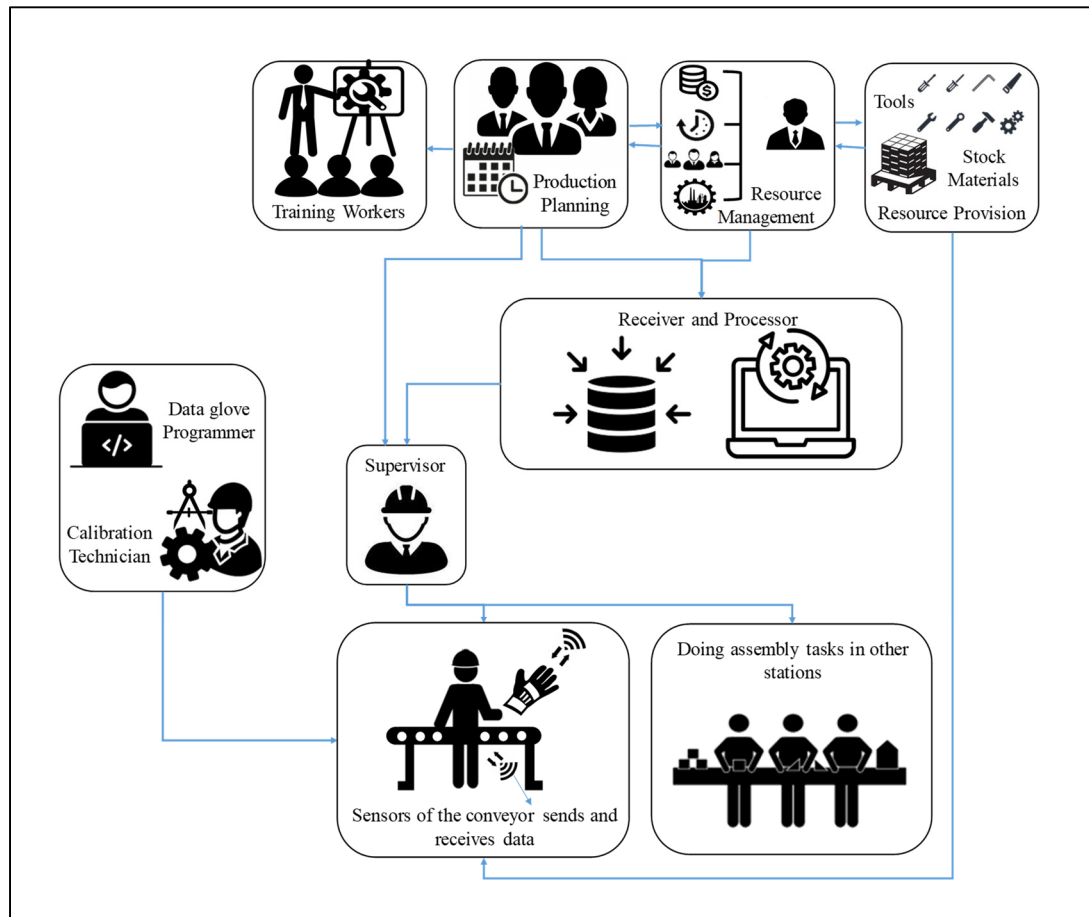 Training Workers
Production
Planning
Resource
Management
Tools
Stock
Materials
Resource Provision
Receiver and Processor
Data glove
Programmer
</>
Calibration
Technician
Supervisor
Sensors of the conveyor sends and
receives data
Doing assembly tasks in other
stations
$